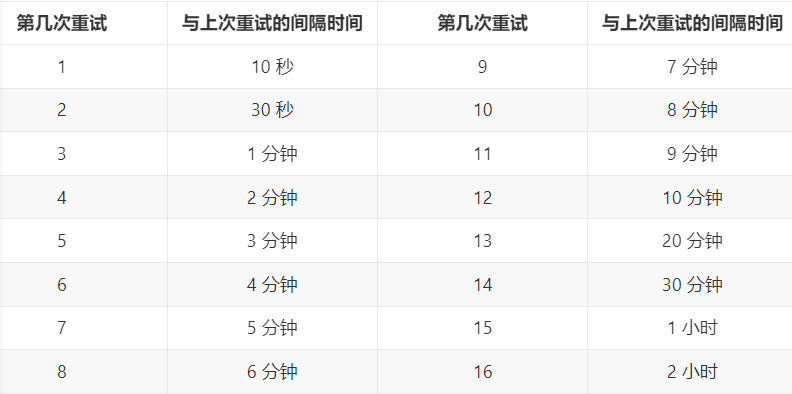 第几次重试 与上次重试的间隔时间 第几次重试 与上次重试的间隔时间
1 10 秒 9 7 分钟
2 30 秒 10 8 分钟
3 1 分钟 11 9 分钟
4 2 分钟 12 10 分钟
5 3 分钟 13 20 分钟
6 4 分钟 14 30 分钟
7 5 分钟 15 1 小时
8 6 分钟 16 2 小时